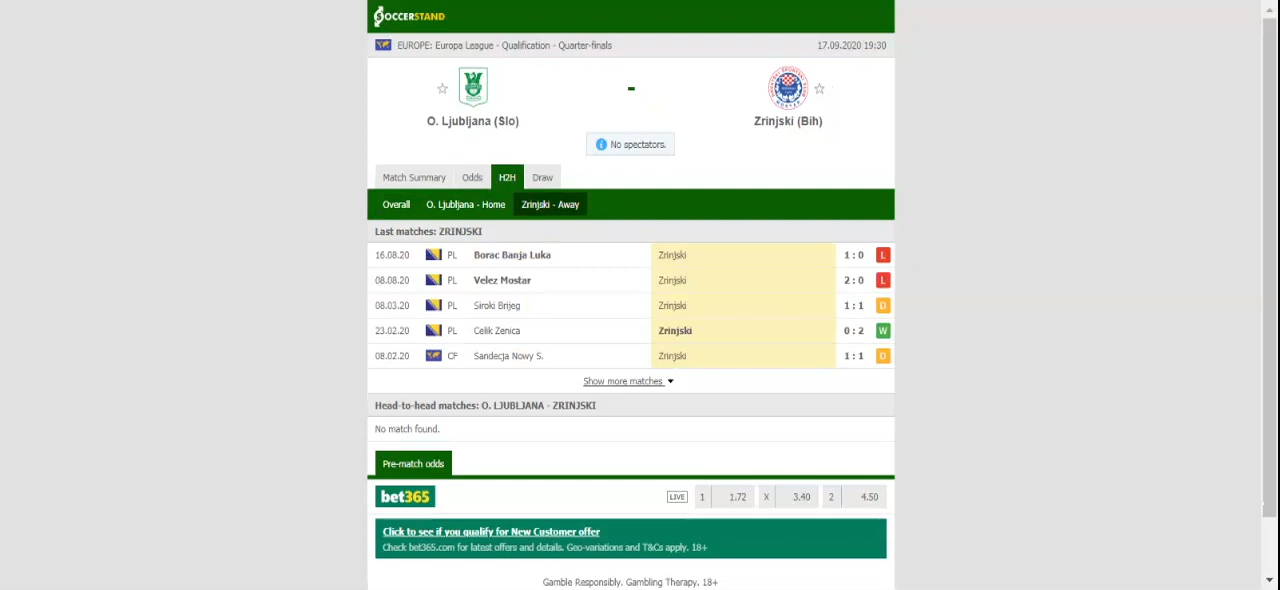 SOCCERSTAND
EUROPE: Europa League - Qualification - Quarter-finals 17.09.2020 19:30
O. Ljubljana (Slo) - Zrinjski (Bih)
No spectators.
Match Summary Odds H2H Draw
Overall O. Ljubljana - Home Zrinjski - Away
Last matches: ZRINJSKI
16.08.20 PL Borac Banja Luka Zrinjski 1 : 0 L
08.08.20 PL Velez Mostar Zrinjski 2 : 0 L
08.03.20 PL Siroki Brijeg Zrinjski 1 : 1 D
23.02.20 PL Celik Zenica Zrinjski 0 : 2 W
08.02.20 CF Sandecja Nowy S. Zrinjski 1 : 1 D
Show more matches
Head-to-head matches: O. LJUBLJANA - ZRINJSKI
No match found.
Pre-match odds
bet365 LIVE 1 1.72 X 3.40 2 4.50
Click to see if you qualify for New Customer offer
Check bet365.com for latest offers and details. Geo-variations and T&Cs apply. 18+
Gamble Responsibly. Gambling Therapy. 18+